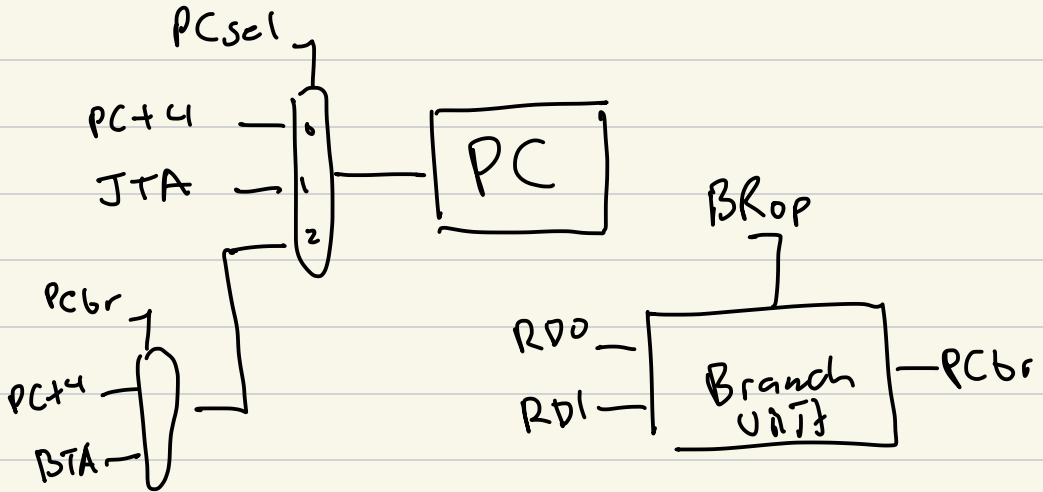 PCsel
PC+4
0
PC
JTA
1
2
BRop
PCbr
RD0
PCbr
PC+4
Branch
RD1
UNIT
BTA